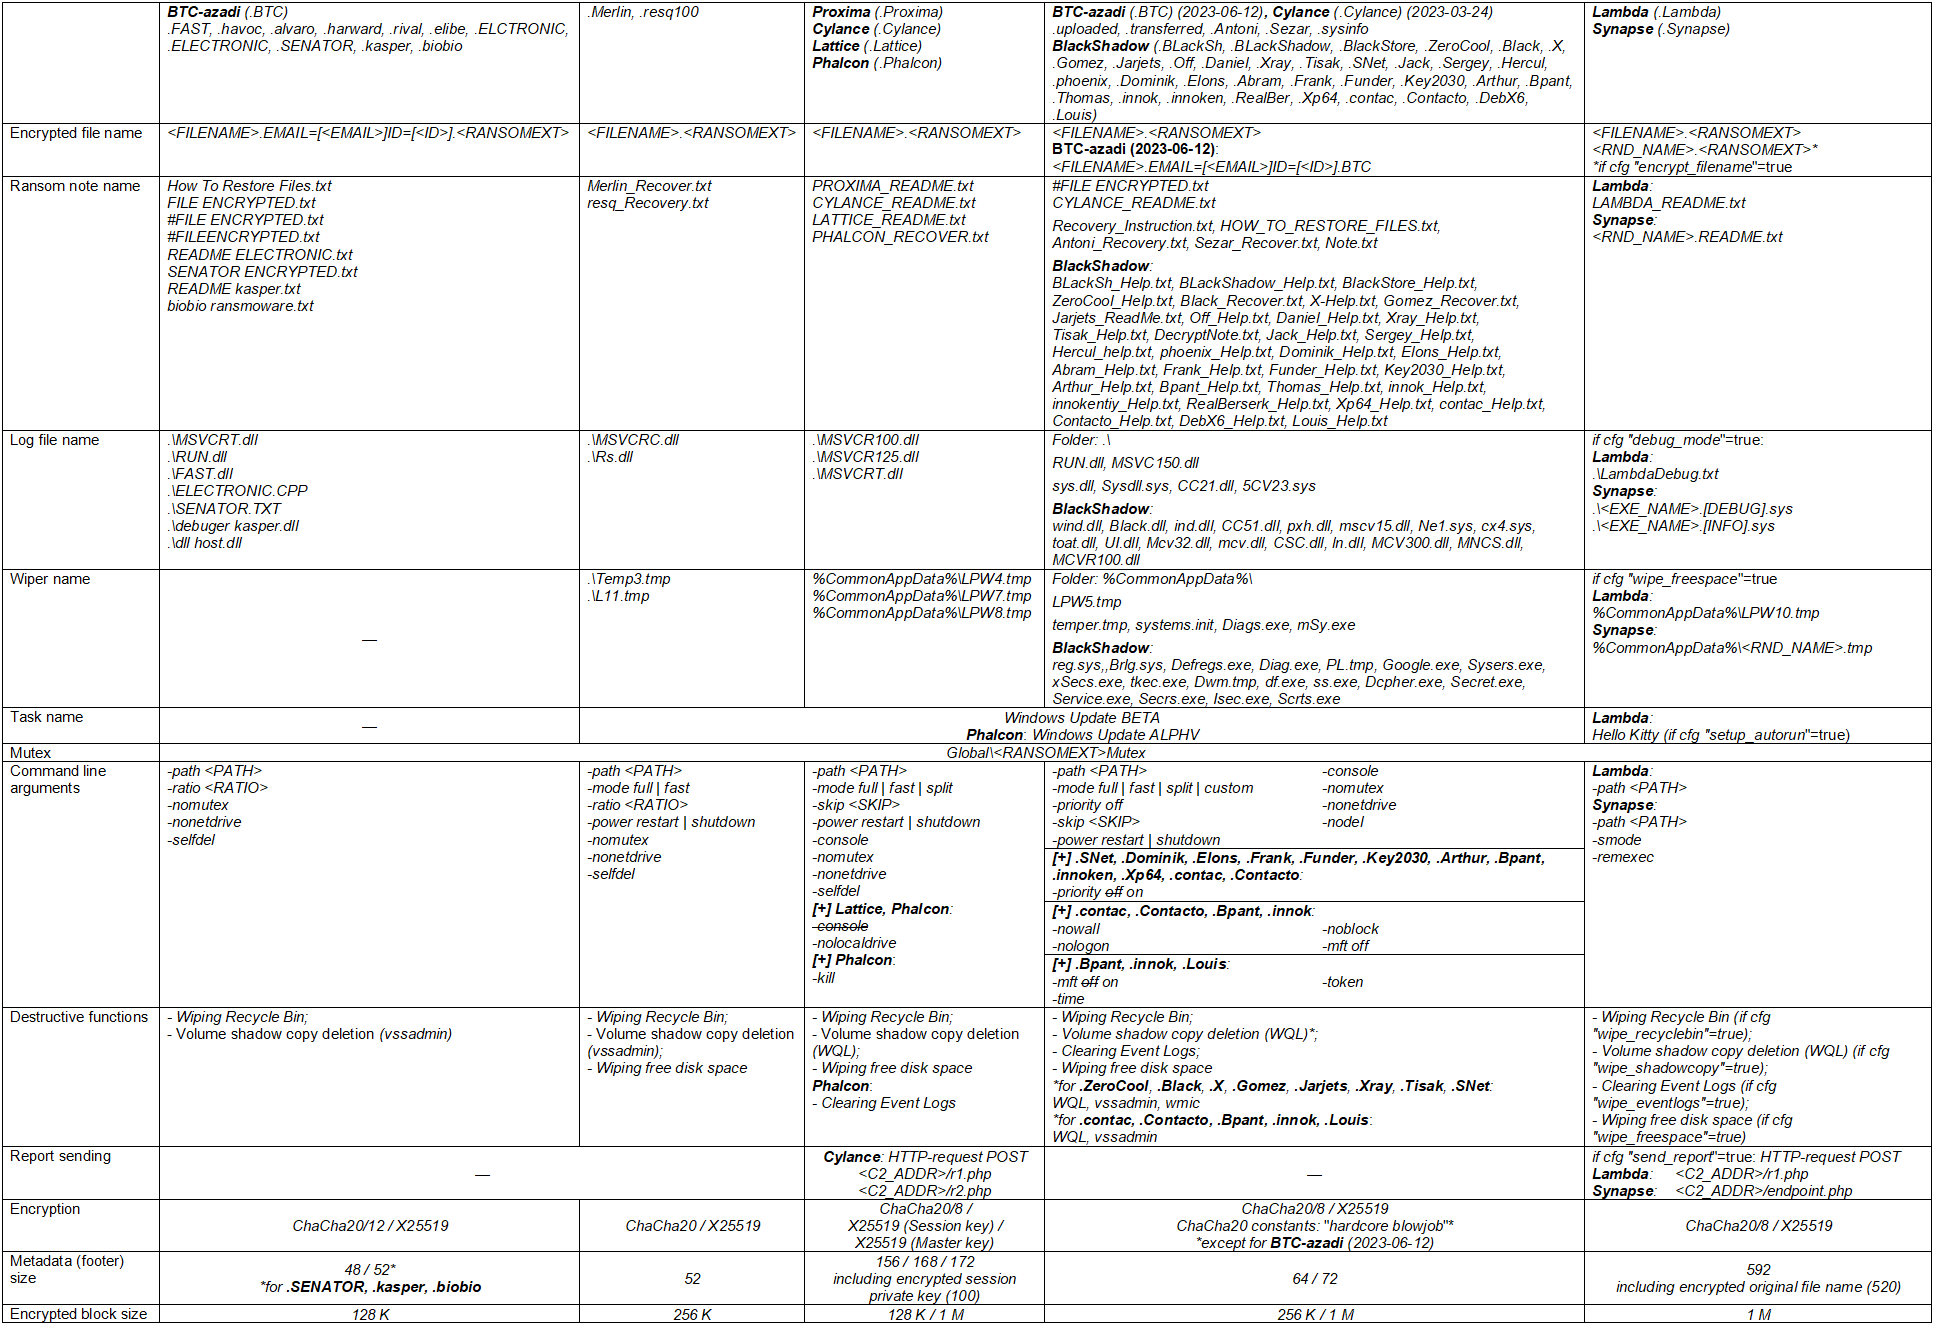 BTC-azadi (.BTC)
.FAST, .havoc, .alvaro, .harward, .rival, .elibe, .ELCTRONIC,
.ELECTRONIC, .SENATOR, .kasper, .biobio
.Merlin, .resq100
Proxima (.Proxima)
Cylance (.Cylance)
Lattice (.Lattice)
Phalcon (.Phalcon)
BTC-azadi (.BTC) (2023-06-12), Cylance (.Cylance) (2023-03-24)
.uploaded, .transferred, .Antoni, .Sezar, .sysinfo
BlackShadow (.BLackSh, .BLackShadow, .BlackStore, .ZeroCool, .Black, .X,
.Gomez, .Jarjets, .Off, .Daniel, .Xray, .Tisak, .SNet, .Jack, .Sergey, .Hercul,
.phoenix, .Dominik, .Elons, .Abram, .Frank, .Funder, .Key2030, .Arthur, .Bpant,
.Thomas, .innok, .innoken, .RealBer, .Xp64, .contac, .Contacto, .DebX6,
.Louis)
Lambda (.Lambda)
Synapse (.Synapse)
Encrypted file name
<FILENAME>.EMAIL=[<EMAIL>]ID=[<ID>].<RANSOMEXT>
<FILENAME>.<RANSOMEXT>
<FILENAME>.<RANSOMEXT>
<FILENAME>.<RANSOMEXT>
BTC-azadi (2023-06-12):
<FILENAME>.EMAIL=[<EMAIL>]ID=[<ID>].BTC
<FILENAME>.<RANSOMEXT>
<RND_NAME>.<RANSOMEXT>*
*if cfg "encrypt_filename"=true
Ransom note name
How To Restore Files.txt
FILE ENCRYPTED.txt
#FILE ENCRYPTED.txt
#FILEENCRYPTED.txt
README ELECTRONIC.txt
SENATOR ENCRYPTED.txt
README kasper.txt
biobio ransmoware.txt
Merlin_Recover.txt
resq_Recovery.txt
PROXIMA_README.txt
CYLANCE_README.txt
LATTICE_README.txt
PHALCON_RECOVER.txt
#FILE ENCRYPTED.txt
CYLANCE_README.txt
Recovery_Instruction.txt, HOW_TO_RESTORE_FILES.txt,
Antoni_Recovery.txt, Sezar_Recover.txt, Note.txt
BlackShadow:
BLackSh_Help.txt, BLackShadow_Help.txt, BlackStore_Help.txt,
ZeroCool_Help.txt, Black_Recover.txt, X-Help.txt, Gomez_Recover.txt,
Jarjets_ReadMe.txt, Off_Help.txt, Daniel_Help.txt, Xray_Help.txt,
Tisak_Help.txt, DecryptNote.txt, Jack_Help.txt, Sergey_Help.txt,
Hercul_help.txt, phoenix_Help.txt, Dominik_Help.txt, Elons_Help.txt,
Abram_Help.txt, Frank_Help.txt, Funder_Help.txt, Key2030_Help.txt,
Arthur_Help.txt, Bpant_Help.txt, Thomas_Help.txt, innok_Help.txt,
innokentiy_Help.txt, RealBerserk_Help.txt, Xp64_Help.txt, contac_Help.txt,
Contacto_Help.txt, DebX6_Help.txt, Louis_Help.txt
Lambda:
LAMBDA_README.txt
Synapse:
<RND_NAME>.README.txt
Log file name
.\MSVCRT.dll
.\RUN.dll
.\FAST.dll
.\ELECTRONIC.CPP
.\SENATOR.TXT
.\debuger kasper.dll
.\dll host.dll
.\MSVCRC.dll
.\Rs.dll
.\MSVCR100.dll
.\MSVCR125.dll
.\MSVCRT.dll
Folder: .\
RUN.dll, MSVC150.dll
sys.dll, Sysdll.sys, CC21.dll, 5CV23.sys
BlackShadow:
wind.dll, Black.dll, ind.dll, CC51.dll, pxh.dll, mscv15.dll, Ne1.sys, cx4.sys,
toat.dll, UI.dll, Mcv32.dll, mcv.dll, CSC.dll, In.dll, MCV300.dll, MNCS.dll,
MCVR100.dll
if cfg "debug_mode"=true:
Lambda:
.\LambdaDebug.txt
Synapse:
.\<EXE_NAME>.[DEBUG].sys
.\<EXE_NAME>.[INFO].sys
Wiper name
—
.\Temp3.tmp
.\L11.tmp
%CommonAppData%\LPW4.tmp
%CommonAppData%\LPW7.tmp
%CommonAppData%\LPW8.tmp
Folder: %CommonAppData%\
LPW5.tmp
temper.tmp, systems.init, Diags.exe, mSy.exe
BlackShadow:
reg.sys,,Brlg.sys, Defregs.exe, Diag.exe, PL.tmp, Google.exe, Sysers.exe,
xSecs.exe, tkec.exe, Dwm.tmp, df.exe, ss.exe, Dcpher.exe, Secret.exe,
Service.exe, Secrs.exe, Isec.exe, Scrts.exe
if cfg "wipe_freespace"=true
Lambda:
%CommonAppData%\LPW10.tmp
Synapse:
%CommonAppData%\<RND_NAME>.tmp
Task name
—
Windows Update BETA
Phalcon: Windows Update ALPHV
Lambda:
Hello Kitty (if cfg "setup_autorun"=true)
Mutex
Global\<RANSOMEXT>Mutex
Command line
arguments
-path <PATH>
-ratio <RATIO>
-nomutex
-nonetdrive
-selfdel
-path <PATH>
-mode full | fast
-ratio <RATIO>
-power restart | shutdown
-nomutex
-nonetdrive
-selfdel
-path <PATH>
-mode full | fast | split
-skip <SKIP>
-power restart | shutdown
-console
-nomutex
-nonetdrive
-selfdel
[+] Lattice, Phalcon:
-console
-nolocaldrive
[+] Phalcon:
-kill
-path <PATH>
-mode full | fast | split | custom
-priority off
-skip <SKIP>
-power restart | shutdown
-console
-nomutex
-nonetdrive
-nodel
[+] .SNet, .Dominik, .Elons, .Frank, .Funder, .Key2030, .Arthur, .Bpant,
.innoken, .Xp64, .contac, .Contacto:
-priority off on
[+] .contac, .Contacto, .Bpant, .innok:
-nowall
-nologon
-noblock
-mft off
[+] .Bpant, .innok, .Louis:
-mft off on
-time
-token
Lambda:
-path <PATH>
Synapse:
-path <PATH>
-smode
-remexec
Destructive functions
- Wiping Recycle Bin;
- Volume shadow copy deletion (vssadmin)
- Wiping Recycle Bin;
- Volume shadow copy deletion
(vssadmin);
- Wiping free disk space
- Wiping Recycle Bin;
- Volume shadow copy deletion
(WQL);
- Wiping free disk space
Phalcon:
- Clearing Event Logs
- Wiping Recycle Bin;
- Volume shadow copy deletion (WQL)*;
- Clearing Event Logs;
- Wiping free disk space
*for .ZeroCool, .Black, .X, .Gomez, .Jarjets, .Xray, .Tisak, .SNet:
WQL, vssadmin, wmic
*for .contac, .Contacto, .Bpant, .innok, .Louis:
WQL, vssadmin
- Wiping Recycle Bin (if cfg
"wipe_recyclebin"=true);
- Volume shadow copy deletion (WQL) (if cfg
"wipe_shadowcopy"=true);
- Clearing Event Logs (if cfg
"wipe_eventlogs"=true);
- Wiping free disk space (if cfg
"wipe_freespace"=true)
Report sending
—
Cylance: HTTP-request POST
<C2_ADDR>/r1.php
<C2_ADDR>/r2.php
—
if cfg "send_report"=true: HTTP-request POST
Lambda: <C2_ADDR>/r1.php
Synapse: <C2_ADDR>/endpoint.php
Encryption
ChaCha20/12 / X25519
ChaCha20 / X25519
ChaCha20/8 /
X25519 (Session key) /
X25519 (Master key)
ChaCha20/8 / X25519
ChaCha20 constants: "hardcore blowjob"*
*except for BTC-azadi (2023-06-12)
ChaCha20/8 / X25519
Metadata (footer)
size
48 / 52*
*for .SENATOR, .kasper, .biobio
52
156 / 168 / 172
including encrypted session
private key (100)
64 / 72
592
including encrypted original file name (520)
Encrypted block size
128 K
256 K
128 K / 1 M
256 K / 1 M
1 M